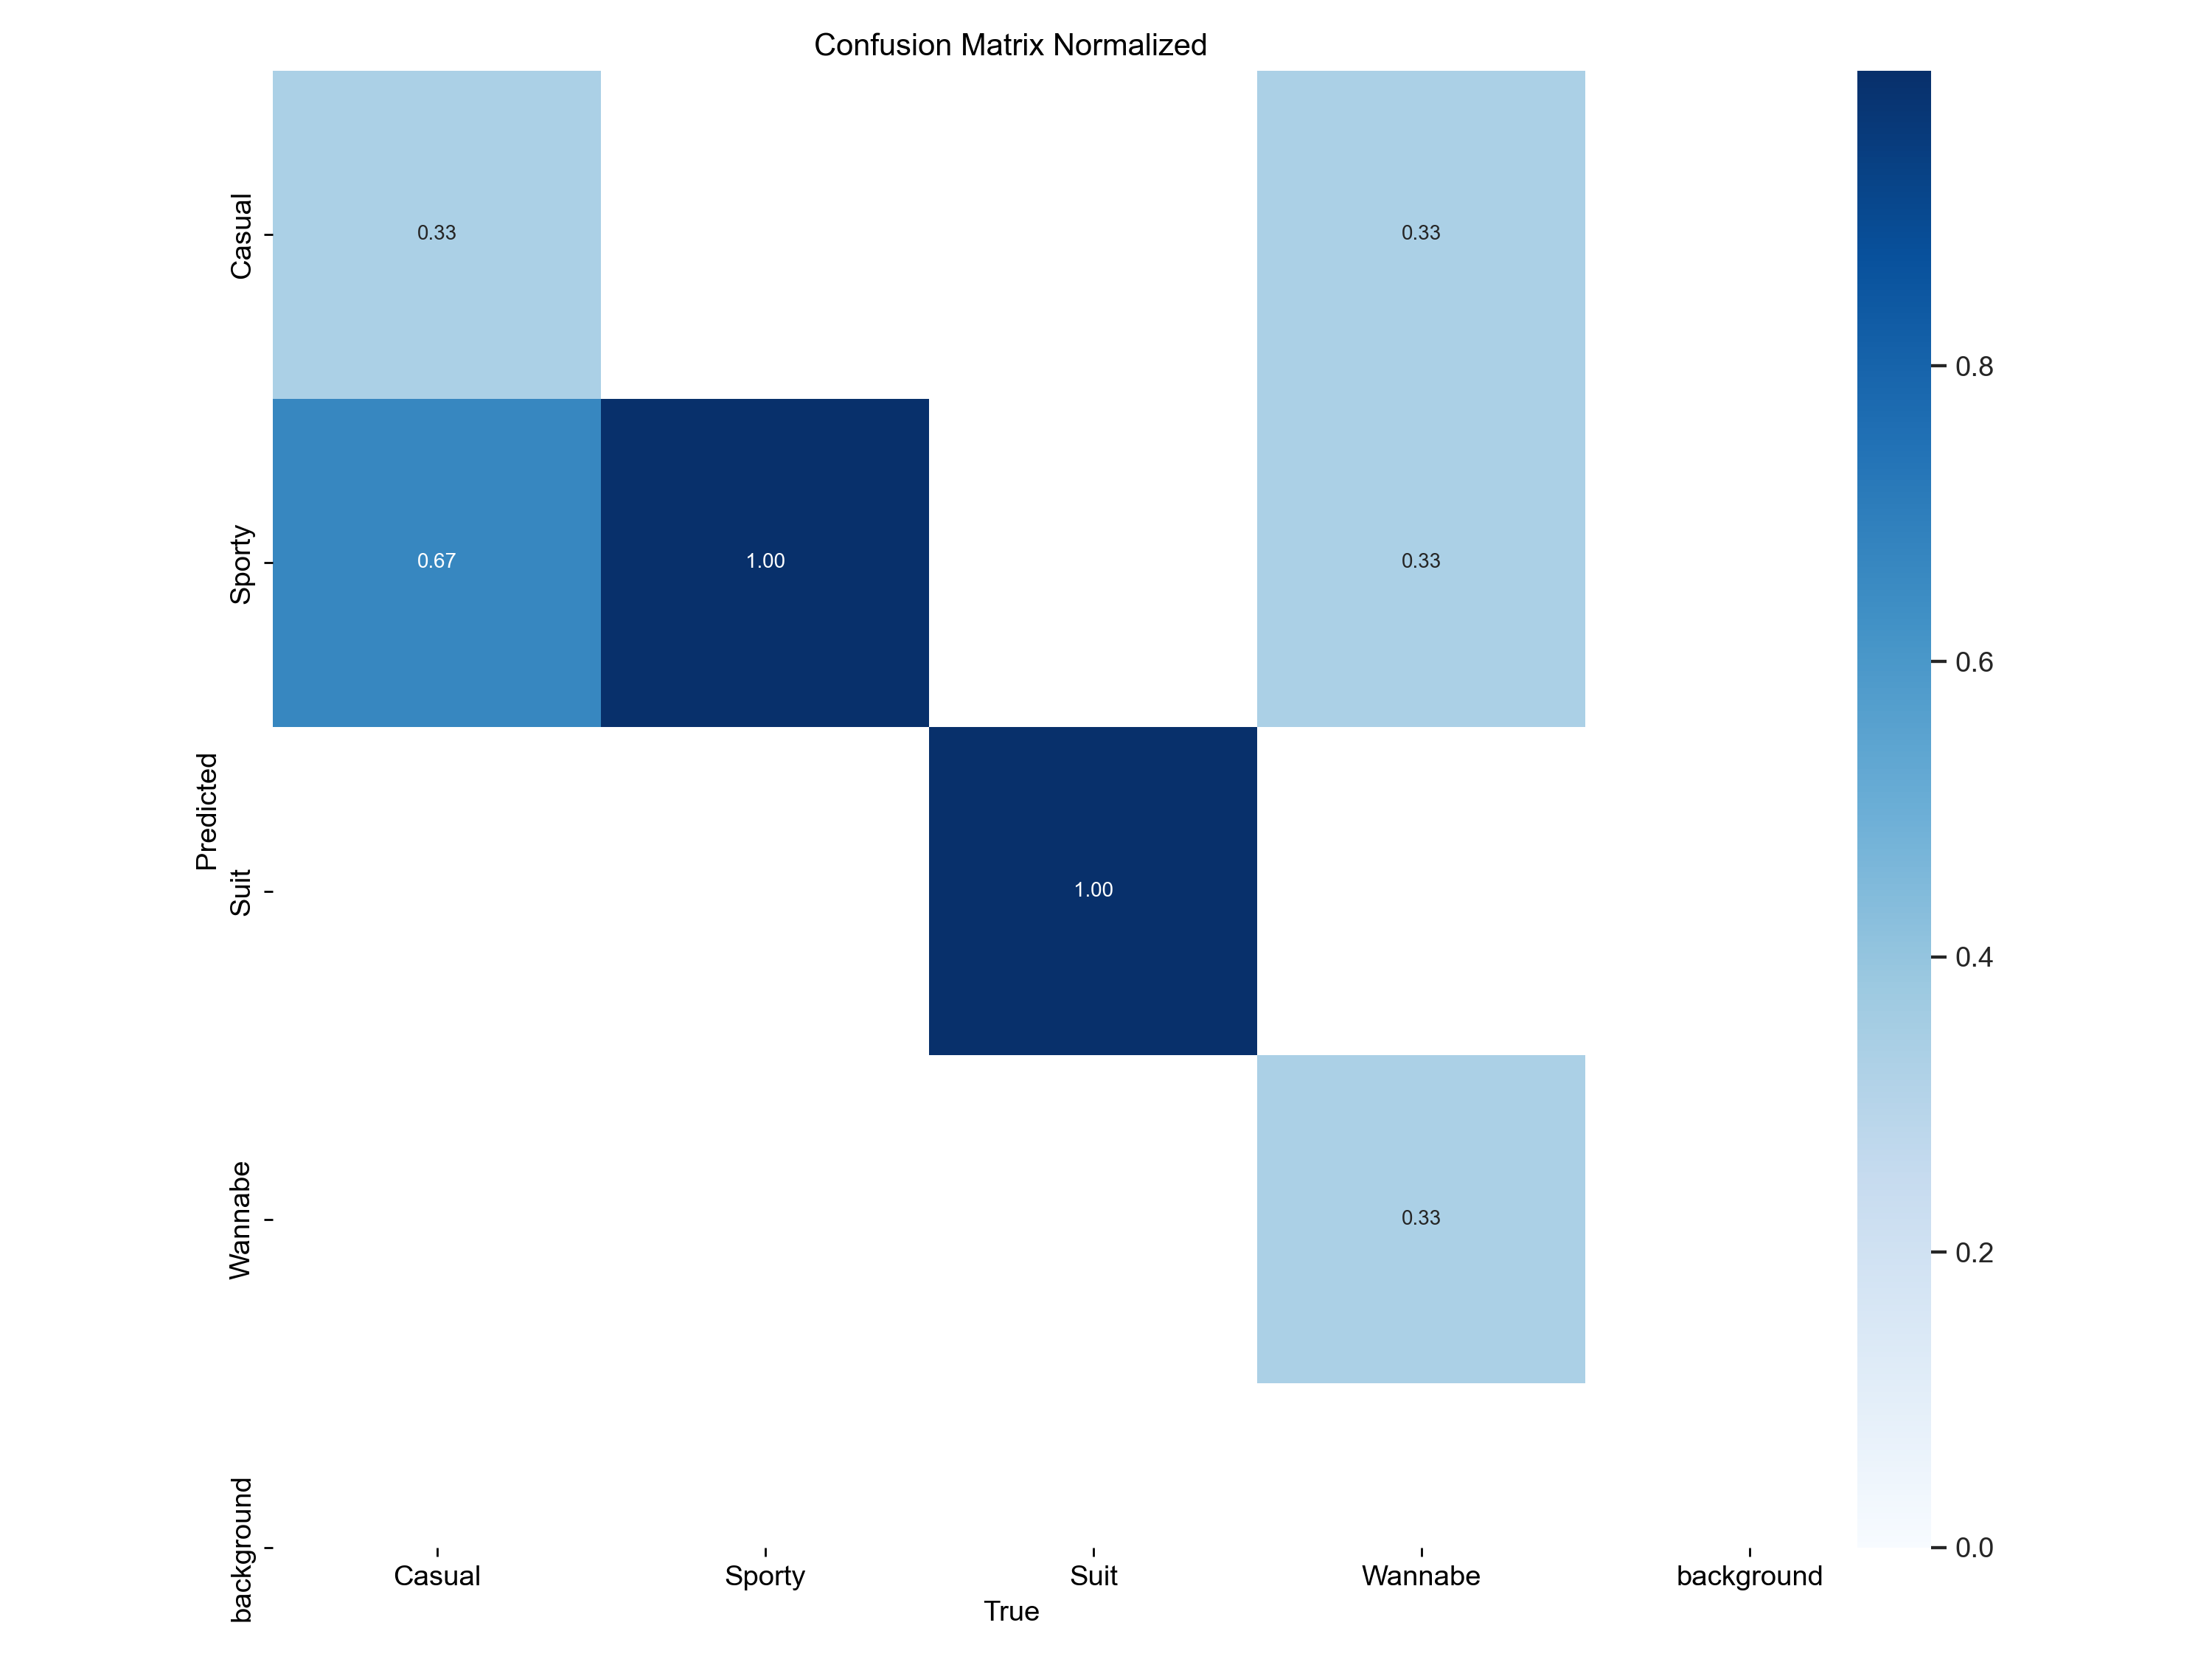 Confusion Matrix Normalized
Casual
0.33
0.33
0.8
Sporty
0.67
1.00
0.33
0.6
Predicted
Suit
1.00
0.4
Wannabe
0.33
0.2
background
0.0
Casual
Sporty
Suit
Wannabe
background
True